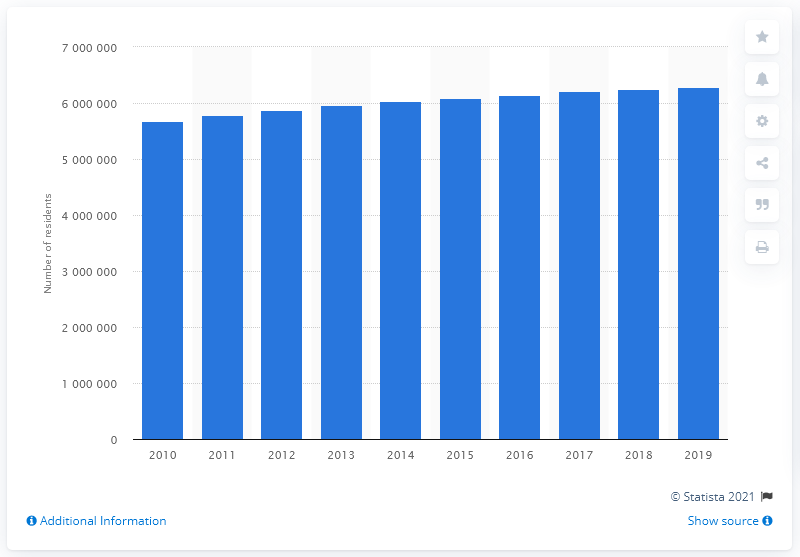 7 000 000
6 000 000
5 000 000
4 000 000
3 000 000
2 000 000
1 000 000
0
Number of residents
2010 2011 2012 2013 2014 2015 2016 2017 2018 2019
© Statista 2021
Additional Information
Show source